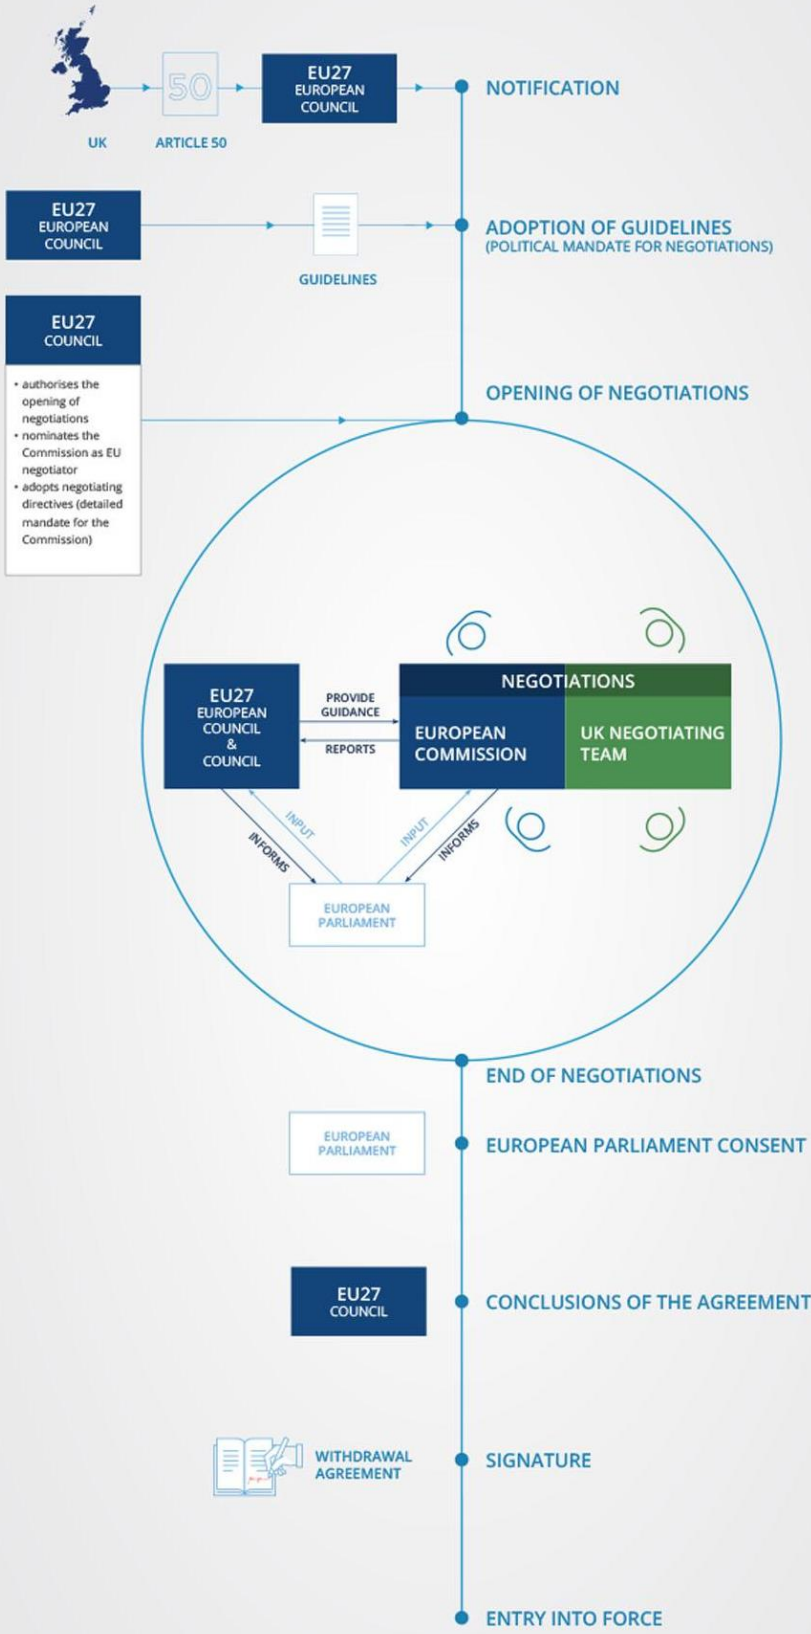 EU27
EUROPEAN
COUNCIL
50
NOTIFICATION
UK
ARTICLE 50
EU27
EUROPEAN
COUNCIL
ADOPTION OF GUIDELINES
(POLITICAL MANDATE FOR NEGOTIATIONS)
GUIDELINES
EU27
COUNCIL
• authorises the
opening of
negotiations
• nominates the
Commission as EU
negotiator
• adopts negotiating
directives (detailed
mandate for the
Commission)
OPENING OF NEGOTIATIONS
EU27
EUROPEAN
COUNCIL
&
COUNCIL
PROVIDE
GUIDANCE
REPORTS
NEGOTIATIONS
EUROPEAN
COMMISSION
UK NEGOTIATING
TEAM
INPUT
INFORMS
INPUT
INFORMS
EUROPEAN
PARLIAMENT
END OF NEGOTIATIONS
EUROPEAN
PARLIAMENT
EUROPEAN PARLIAMENT CONSENT
EU27
COUNCIL
CONCLUSIONS OF THE AGREEMENT
WITHDRAWAL
AGREEMENT
SIGNATURE
ENTRY INTO FORCE